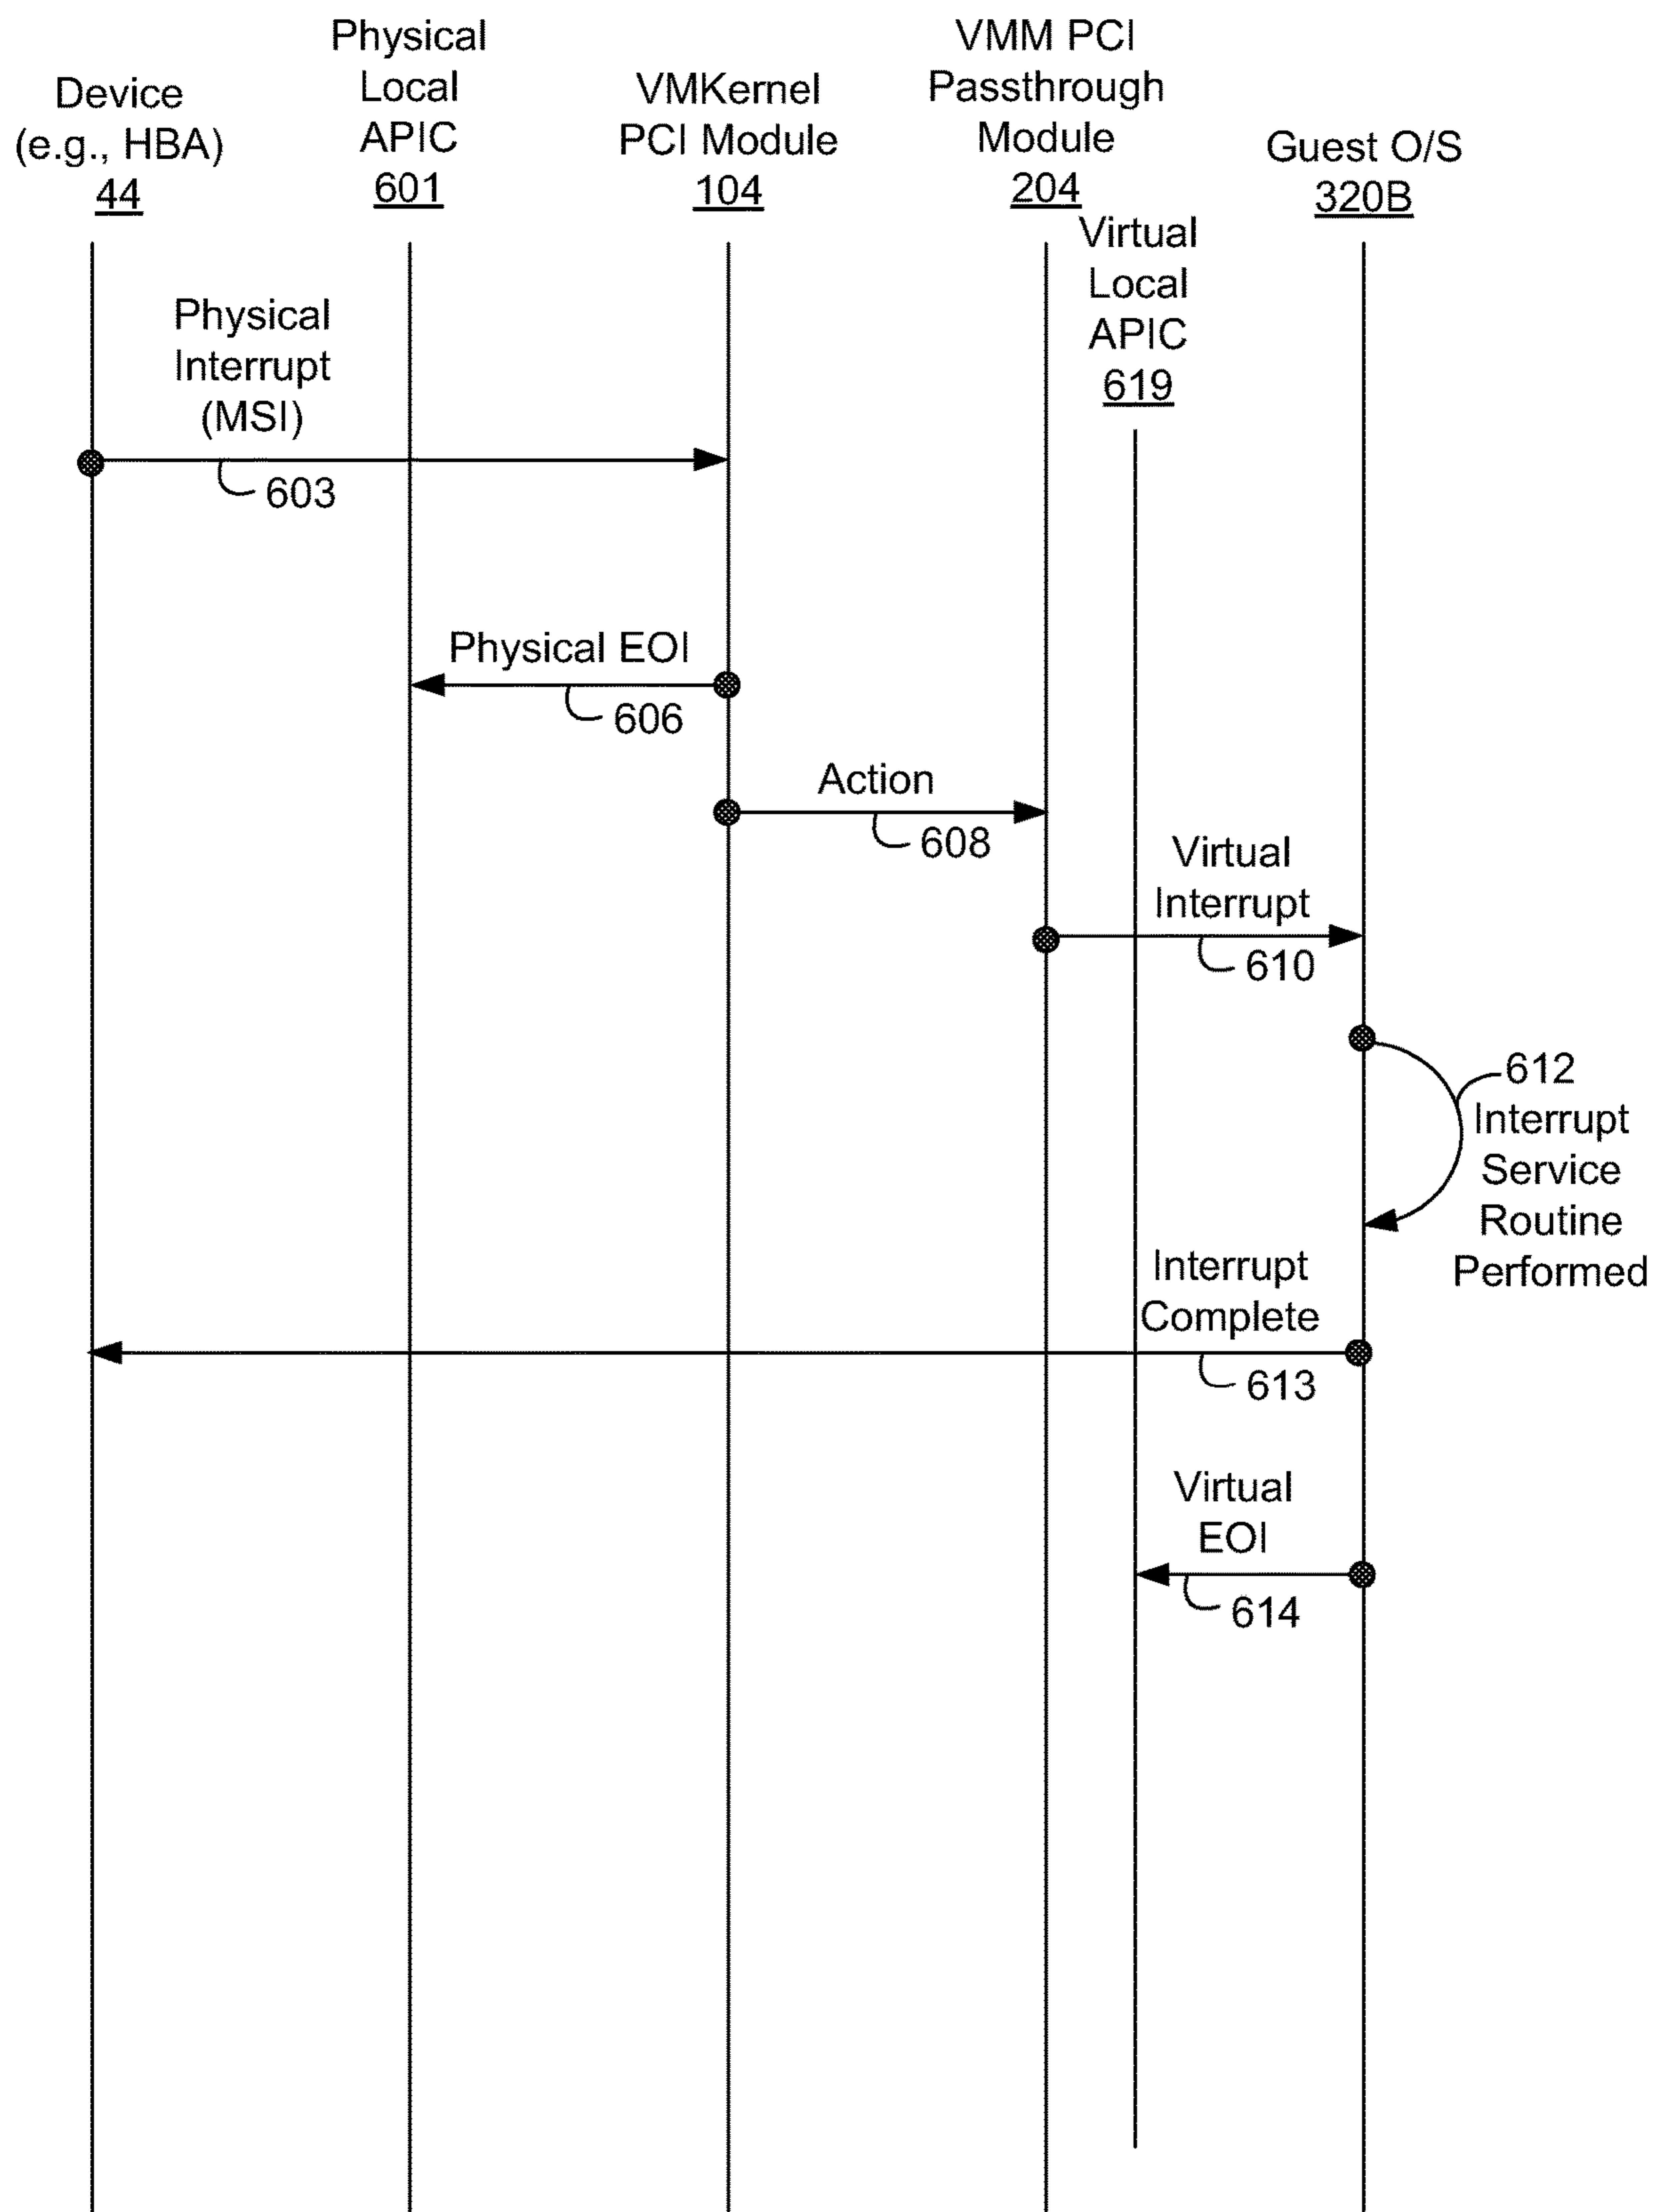 Device
(e.g., HBA)
44
Physical
Local
APIC
601
VMKernel
PCI Module
104
VMM PCI
Passthrough
Module
204
Guest O/S
320B
Virtual
Local
APIC
619
Physical
Interrupt
(MSI)
603
Physical EOI
606
Action
608
Virtual
Interrupt
610
612
Interrupt
Service
Routine
Performed
Interrupt
Complete
613
Virtual
EOI
614